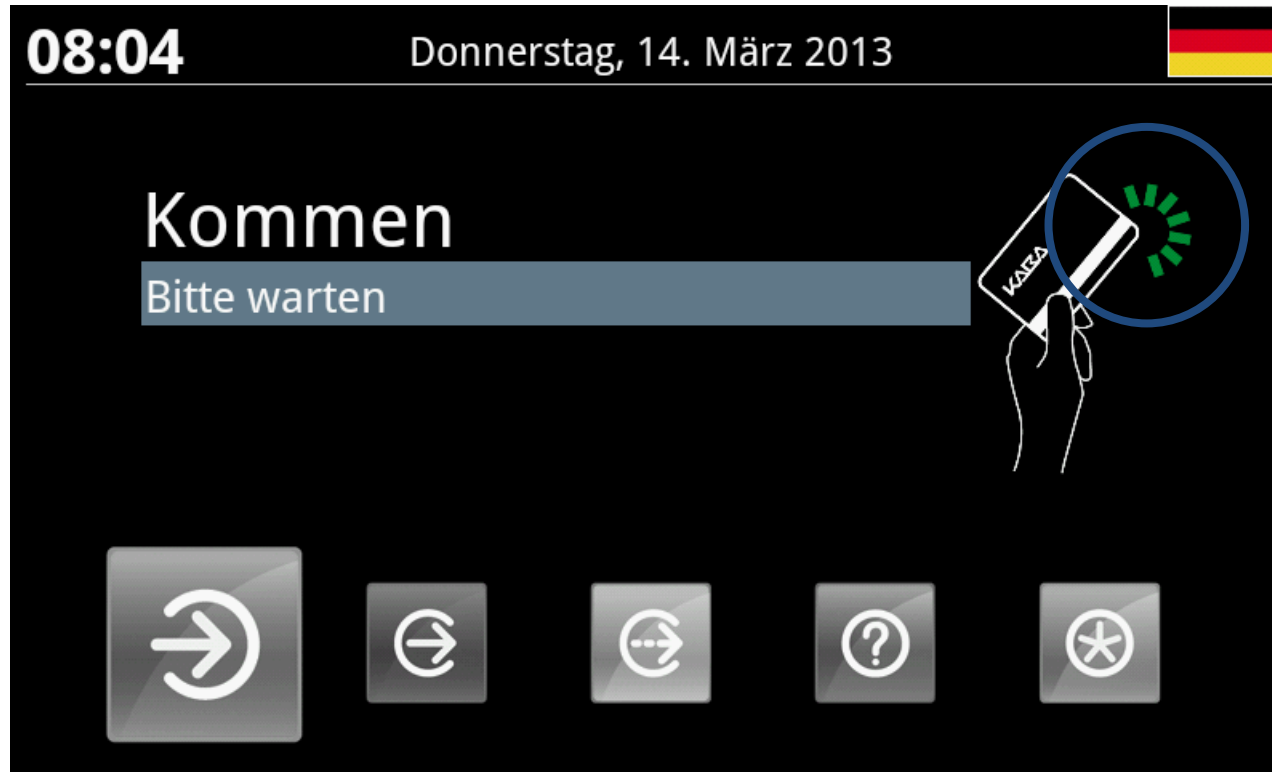 08:04
Donnerstag, 14. März 2013
Kommen
Bitte warten
KABA
?